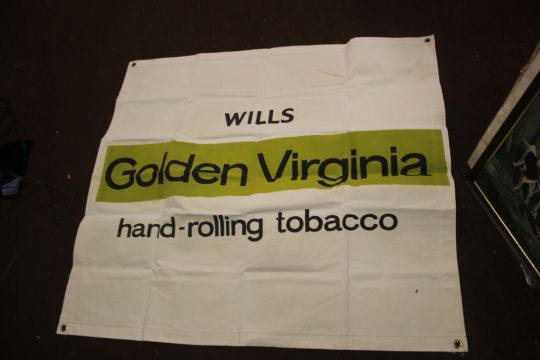 WILLS
Golden Virginia
hand-rolling tobacco